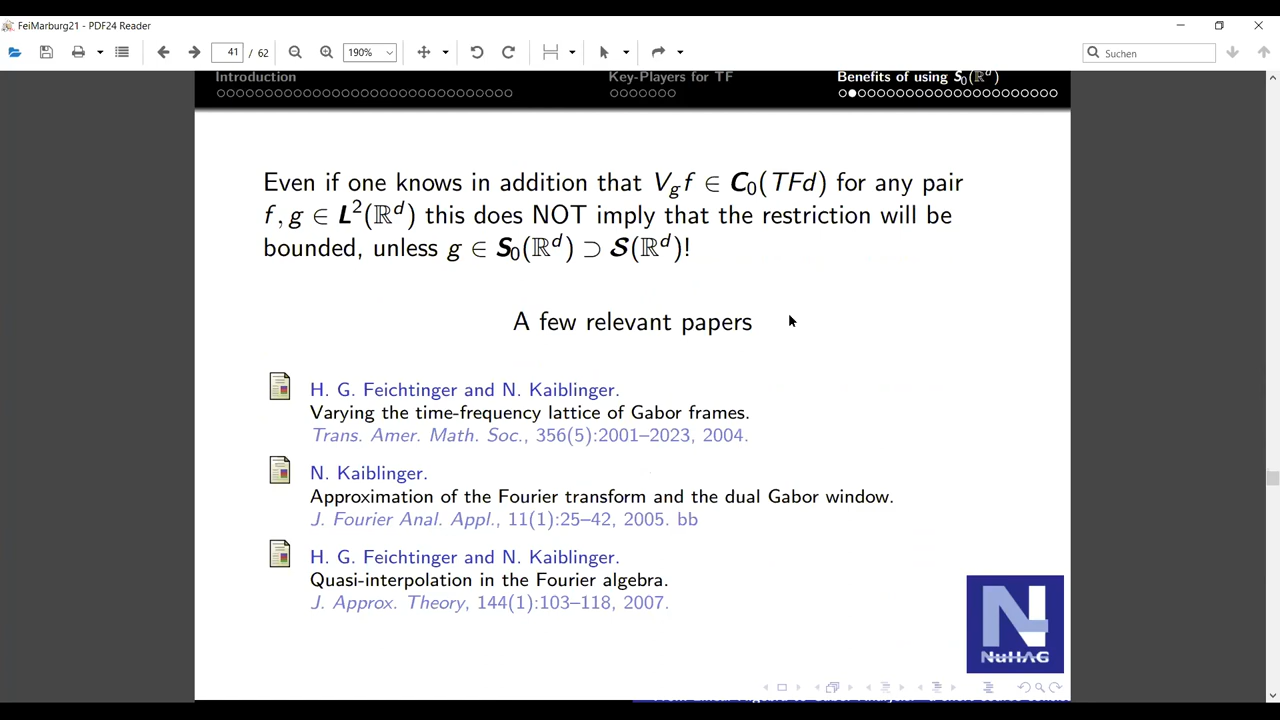 FeiMarburg21 - PDF24 Reader
41 / 62
190%
Suchen
Introduction
Key-Players for TF
Benefits of using S₀(ℝᵈ)
Even if one knows in addition that V_g f ∈ C₀(TFd) for any pair
f, g ∈ L²(ℝᵈ) this does NOT imply that the restriction will be
bounded, unless g ∈ S₀(ℝᵈ) ⊃ 𝓢(ℝᵈ)!
A few relevant papers
H. G. Feichtinger and N. Kaiblinger.
Varying the time-frequency lattice of Gabor frames.
Trans. Amer. Math. Soc., 356(5):2001–2023, 2004.
N. Kaiblinger.
Approximation of the Fourier transform and the dual Gabor window.
J. Fourier Anal. Appl., 11(1):25–42, 2005. bb
H. G. Feichtinger and N. Kaiblinger.
Quasi-interpolation in the Fourier algebra.
J. Approx. Theory, 144(1):103–118, 2007.
N
NuHAG